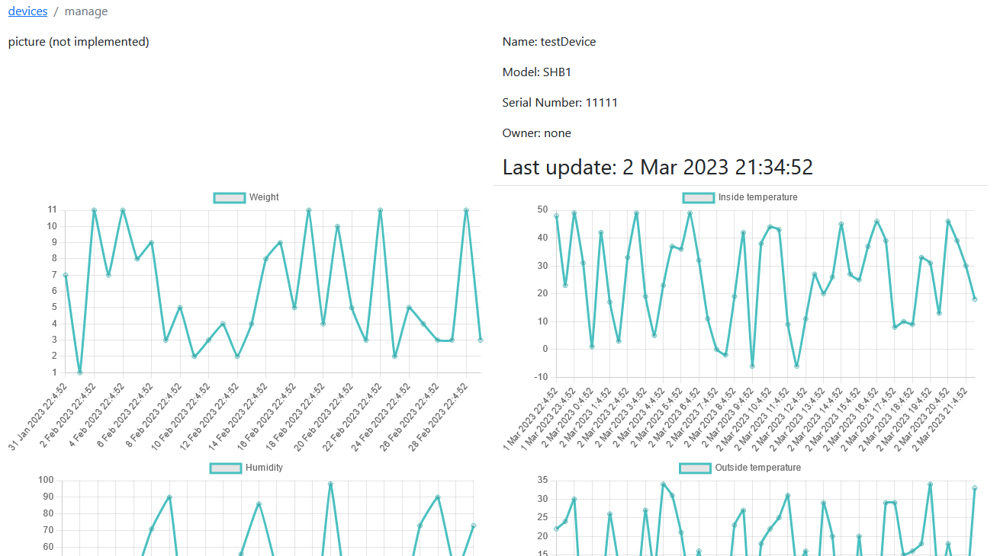 devices / manage
picture (not implemented)
Name: testDevice
Model: SHB1
Serial Number: 11111
Owner: none
Last update: 2 Mar 2023 21:34:52
Weight
11
10
9
8
7
6
5
4
3
2
1
31 Jan 2023 22:4:52
2 Feb 2023 22:4:52
4 Feb 2023 22:4:52
6 Feb 2023 22:4:52
8 Feb 2023 22:4:52
10 Feb 2023 22:4:52
12 Feb 2023 22:4:52
14 Feb 2023 22:4:52
16 Feb 2023 22:4:52
18 Feb 2023 22:4:52
20 Feb 2023 22:4:52
22 Feb 2023 22:4:52
24 Feb 2023 22:4:52
26 Feb 2023 22:4:52
28 Feb 2023 22:4:52
Inside temperature
50
40
30
20
10
0
-10
1 Mar 2023 22:4:52
1 Mar 2023 23:4:52
2 Mar 2023 0:4:52
2 Mar 2023 1:4:52
2 Mar 2023 2:4:52
2 Mar 2023 3:4:52
2 Mar 2023 4:4:52
2 Mar 2023 5:4:52
2 Mar 2023 6:4:52
2 Mar 2023 7:4:52
2 Mar 2023 8:4:52
2 Mar 2023 9:4:52
2 Mar 2023 10:4:52
2 Mar 2023 11:4:52
2 Mar 2023 12:4:52
2 Mar 2023 13:4:52
2 Mar 2023 14:4:52
2 Mar 2023 15:4:52
2 Mar 2023 16:4:52
2 Mar 2023 17:4:52
2 Mar 2023 18:4:52
2 Mar 2023 19:4:52
2 Mar 2023 20:4:52
2 Mar 2023 21:4:52
Humidity
100
90
80
70
60
Outside temperature
35
30
25
20
15